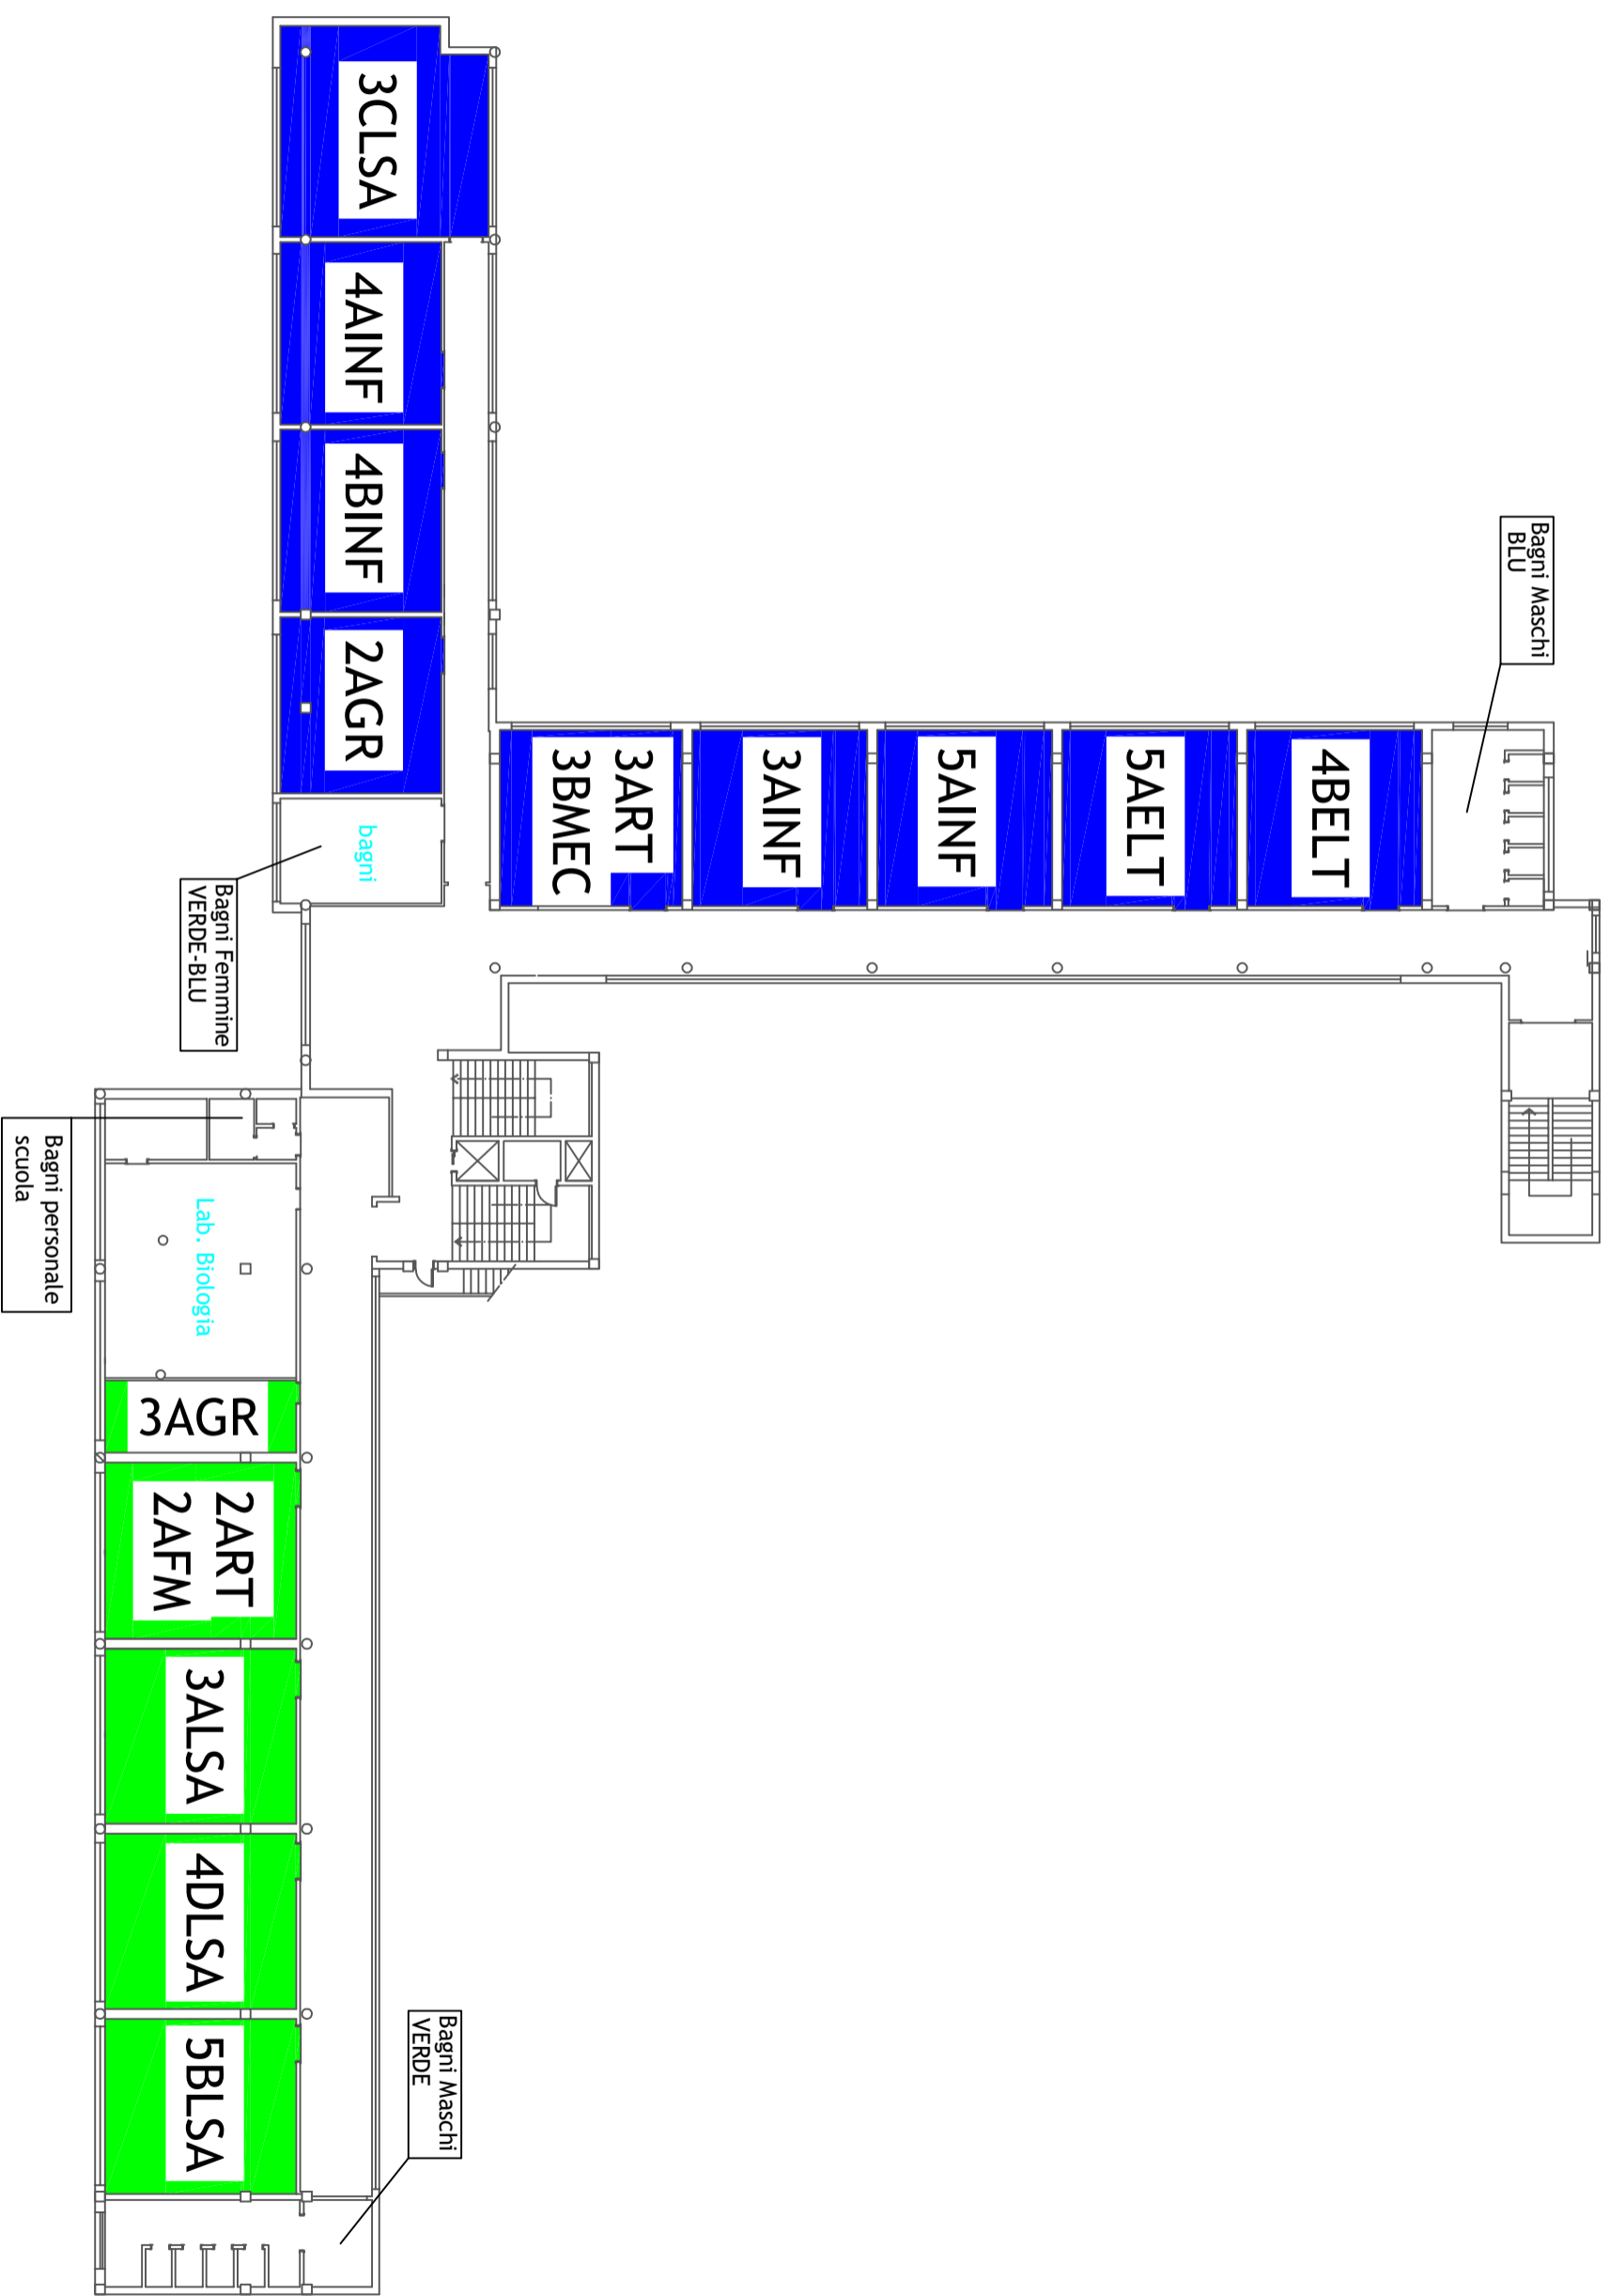 3CLSA
4AINF
4BINF
2AGR
bagni
Bagni Femmine
VERDE-BLU
Bagni Maschi
BLU
3ART
3BMEC
3AINF
5AINF
5AELT
4BELT
Bagni personale
scuola
Lab. Biologia
3AGR
2ART
2AFM
3ALSA
4DLSA
5BLSA
Bagni Maschi
VERDE